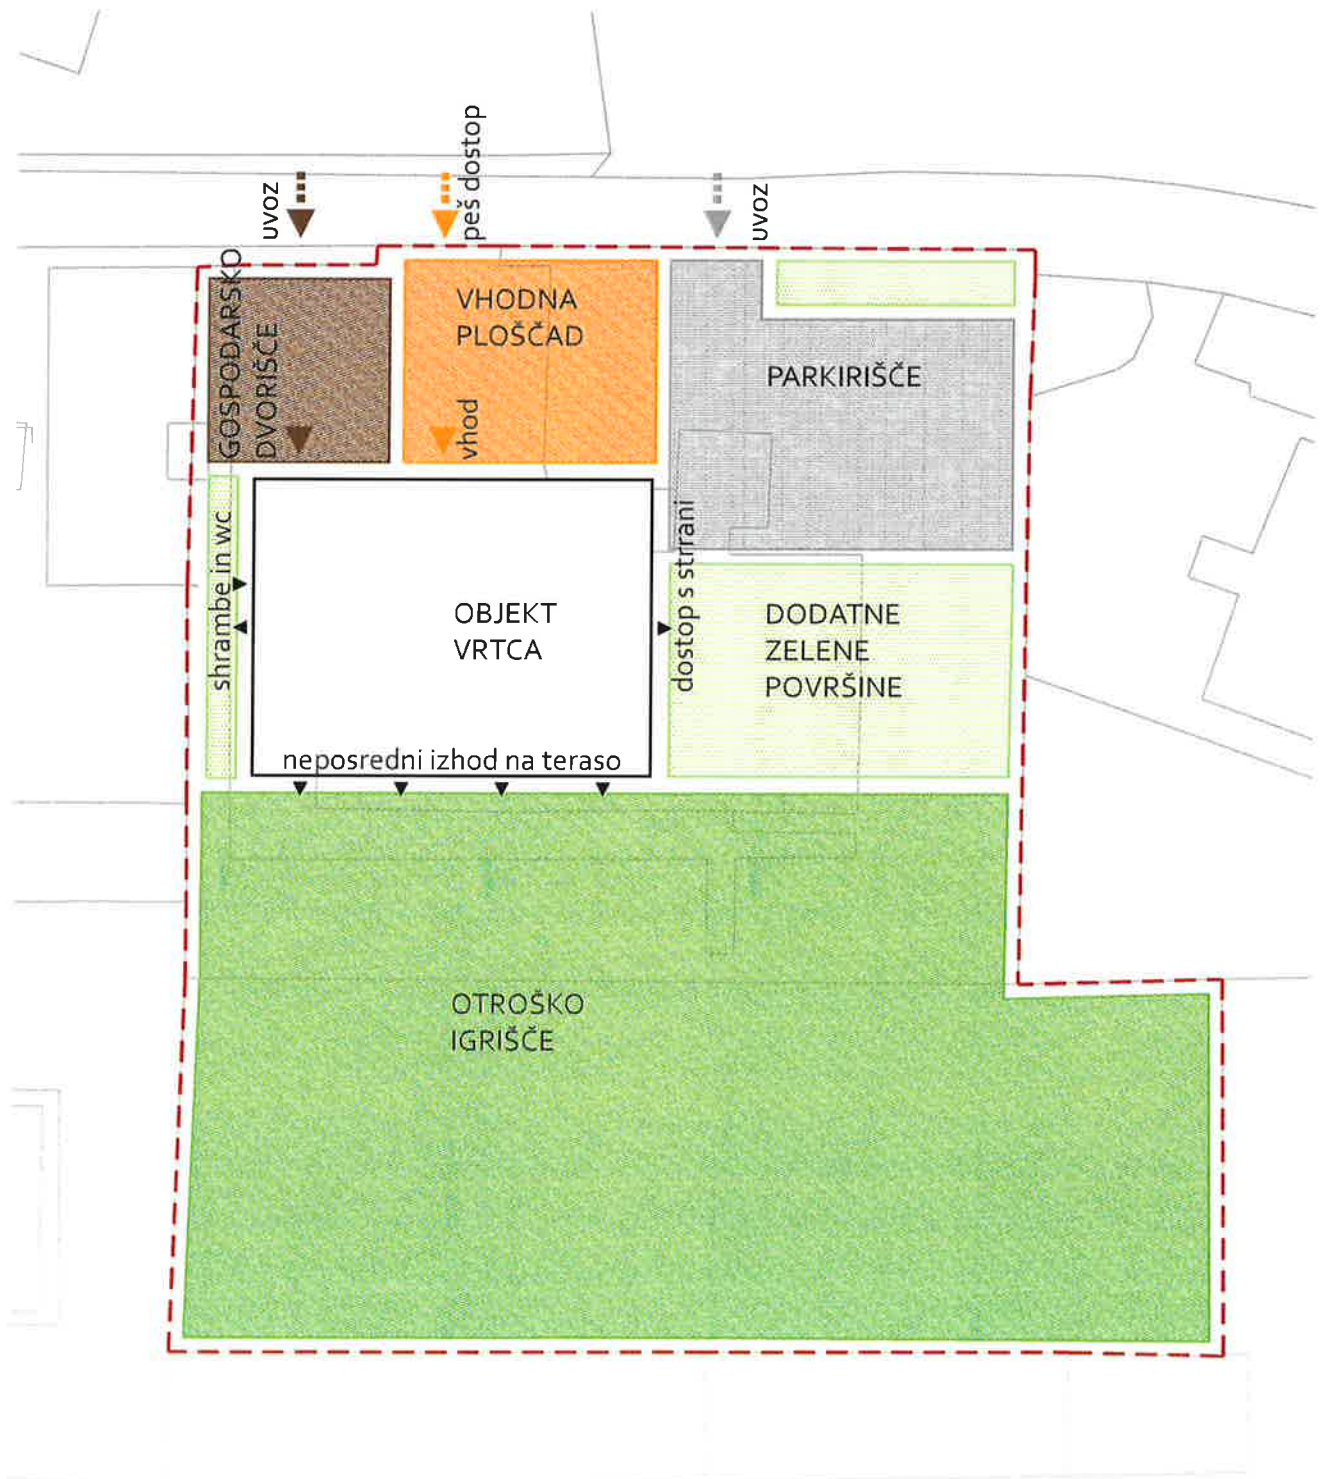 uvoz
peš dostop
uvoz
GOSPODARSKO
DVORIŠČE
VHODNA
PLOŠČAD
vhod
PARKIRIŠČE
shrambe in wc
OBJEKT
VRTCA
dostop s strrani
DODATNE
ZELENE
POVRŠINE
neposredni izhod na teraso
OTROŠKO
IGRIŠČE